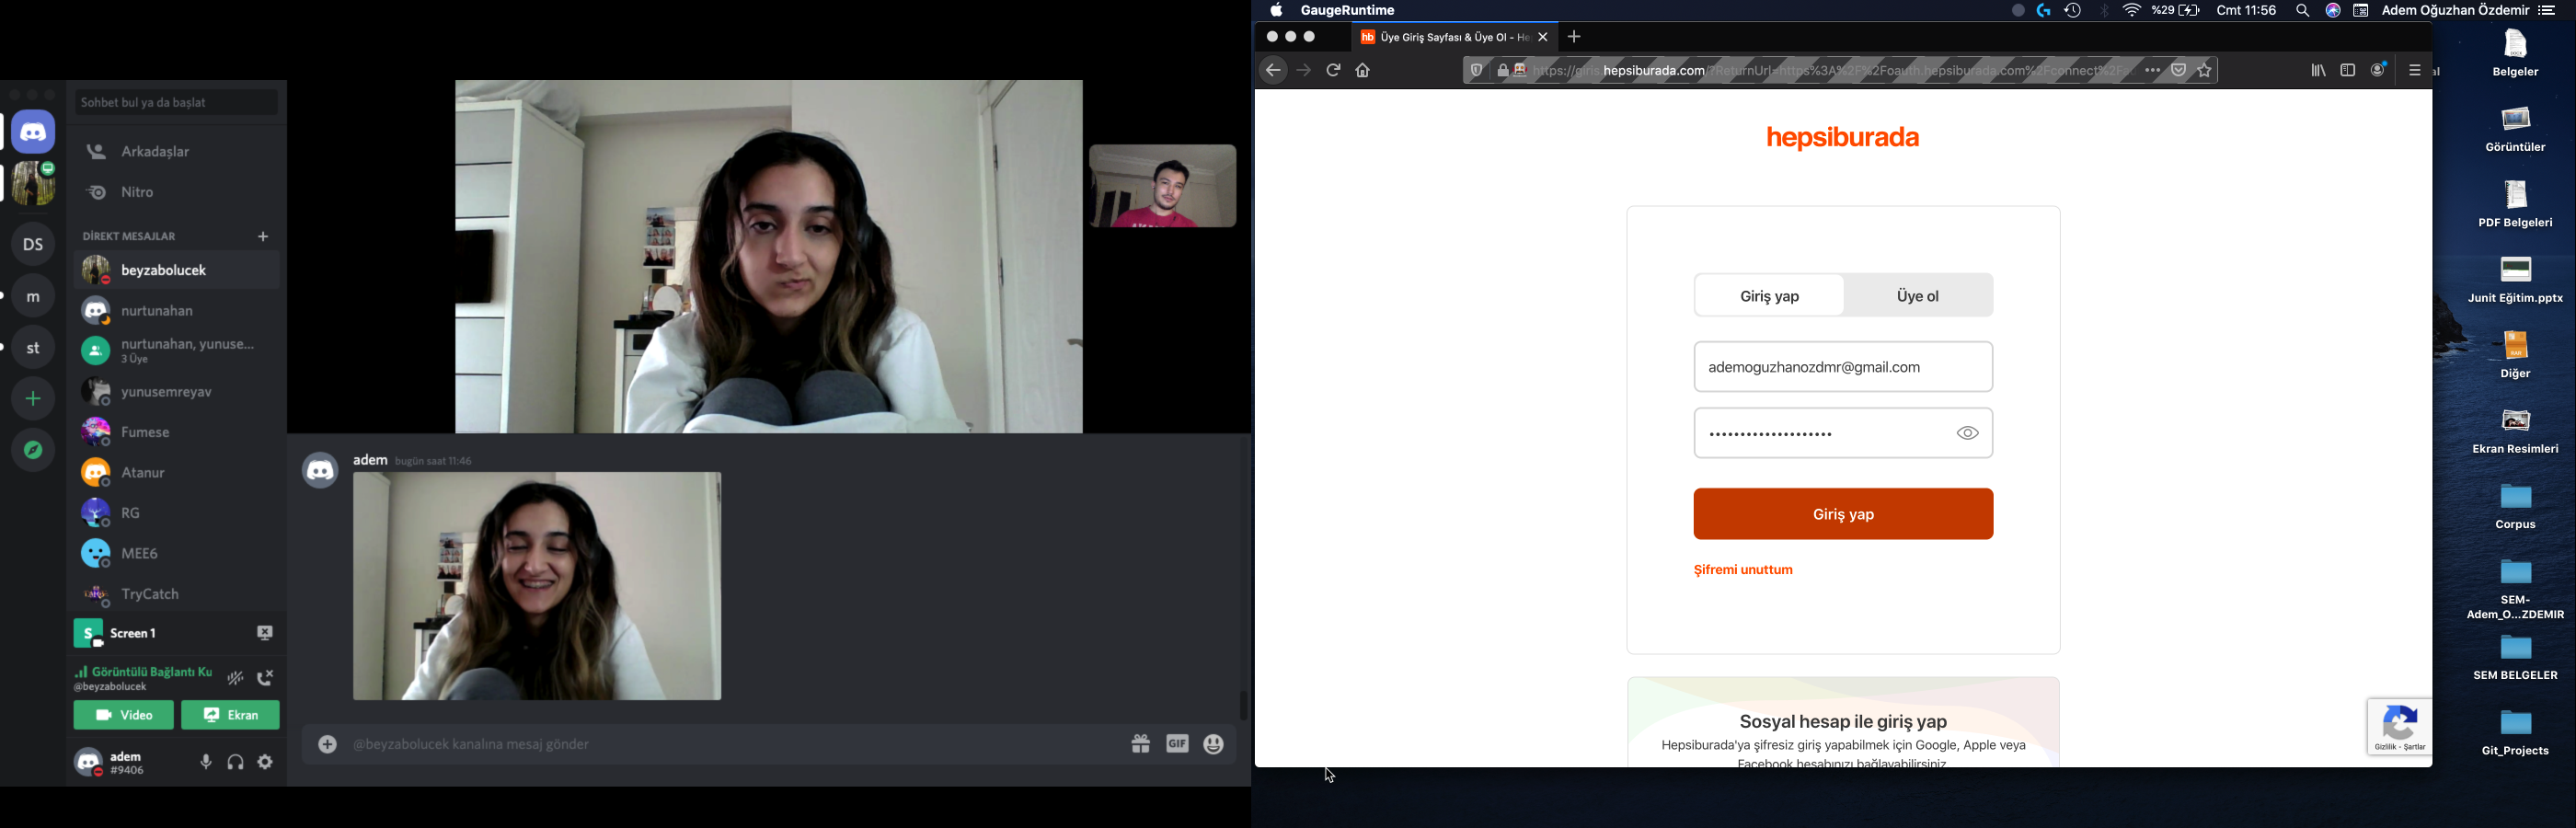 Sohbet bul ya da başlat
Arkadaşlar
Nitro
DİREKT MESAJLAR
beyzabolucek
nurtunahan
nurtunahan, yunuse...
3 Üye
yunusemreyav
Fumese
Atanur
RG
MEE6
TryCatch
DS
m
st
S
Screen 1
Görüntülü Bağlantı Ku
@beyzabolucek
Video
Ekran
adem
#9406
adem bugün saat 11:46
@beyzabolucek kanalına mesaj gönder
GIF
GaugeRuntime
%29
Cmt 11:56
Adem Oğuzhan Özdemir
hb Üye Giriş Sayfası & Üye Ol - He
https://giris.hepsiburada.com/?ReturnUrl=https%3A%2F%2Foauth.hepsiburada.com%2Fconnect%2F
hepsiburada
Giriş yap
Üye ol
ademoguzhanozdmr@gmail.com
Giriş yap
Şifremi unuttum
Sosyal hesap ile giriş yap
Hepsiburada'ya şifresiz giriş yapabilmek için Google, Apple veya
Facebook hesabınızı bağlayabilirsiniz
Gizlilik - Şartlar
Belgeler
Görüntüler
PDF Belgeleri
Junit Eğitim.pptx
Diğer
Ekran Resimleri
Corpus
SEM-
Adem_O...ZDEMIR
SEM BELGELER
Git_Projects